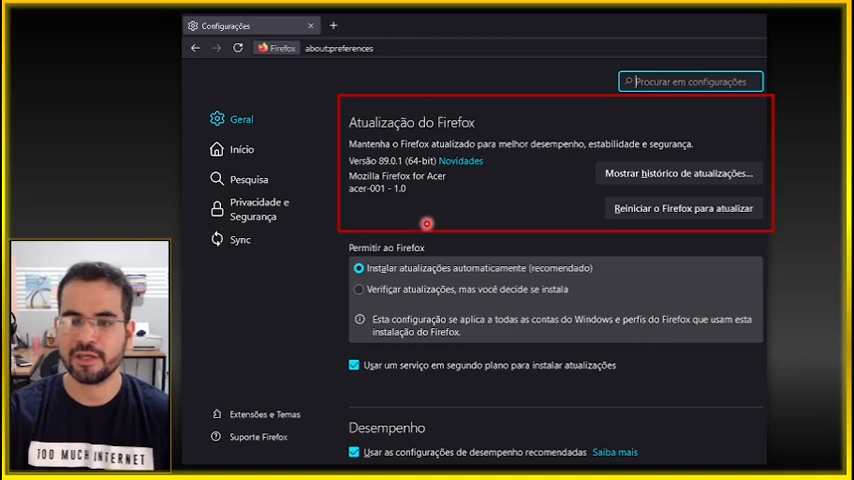 Configurações
Firefox about:preferences
Procurar em configurações
Geral
Início
Pesquisa
Privacidade e
Segurança
Sync
Extensões e Temas
Suporte Firefox
Atualização do Firefox
Mantenha o Firefox atualizado para melhor desempenho, estabilidade e segurança.
Versão 89.0.1 (64-bit) Novidades
Mozilla Firefox for Acer
acer-001 - 1.0
Mostrar histórico de atualizações...
Reiniciar o Firefox para atualizar
Permitir ao Firefox
Instalar atualizações automaticamente (recomendado)
Verificar atualizações, mas você decide se instala
Esta configuração se aplica a todas as contas do Windows e perfis do Firefox que usam esta
instalação do Firefox.
Usar um serviço em segundo plano para instalar atualizações
Desempenho
Usar as configurações de desempenho recomendadas Saiba mais
TOO MUCH INTERNET